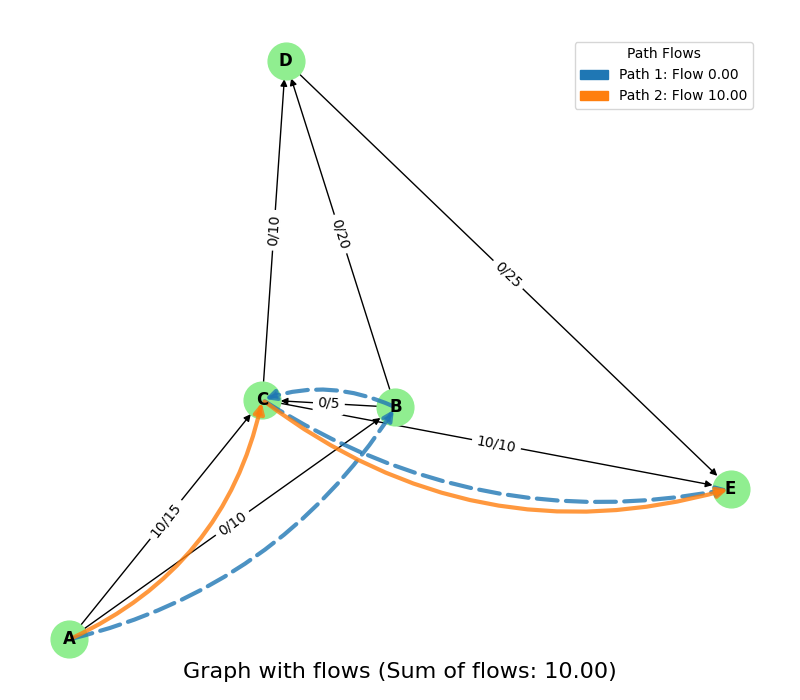 D
Path Flows
Path 1: Flow 0.00
Path 2: Flow 10.00
0/10
0/20
0/25
C
0/5
B
10/10
E
10/15
0/10
A
Graph with flows (Sum of flows: 10.00)